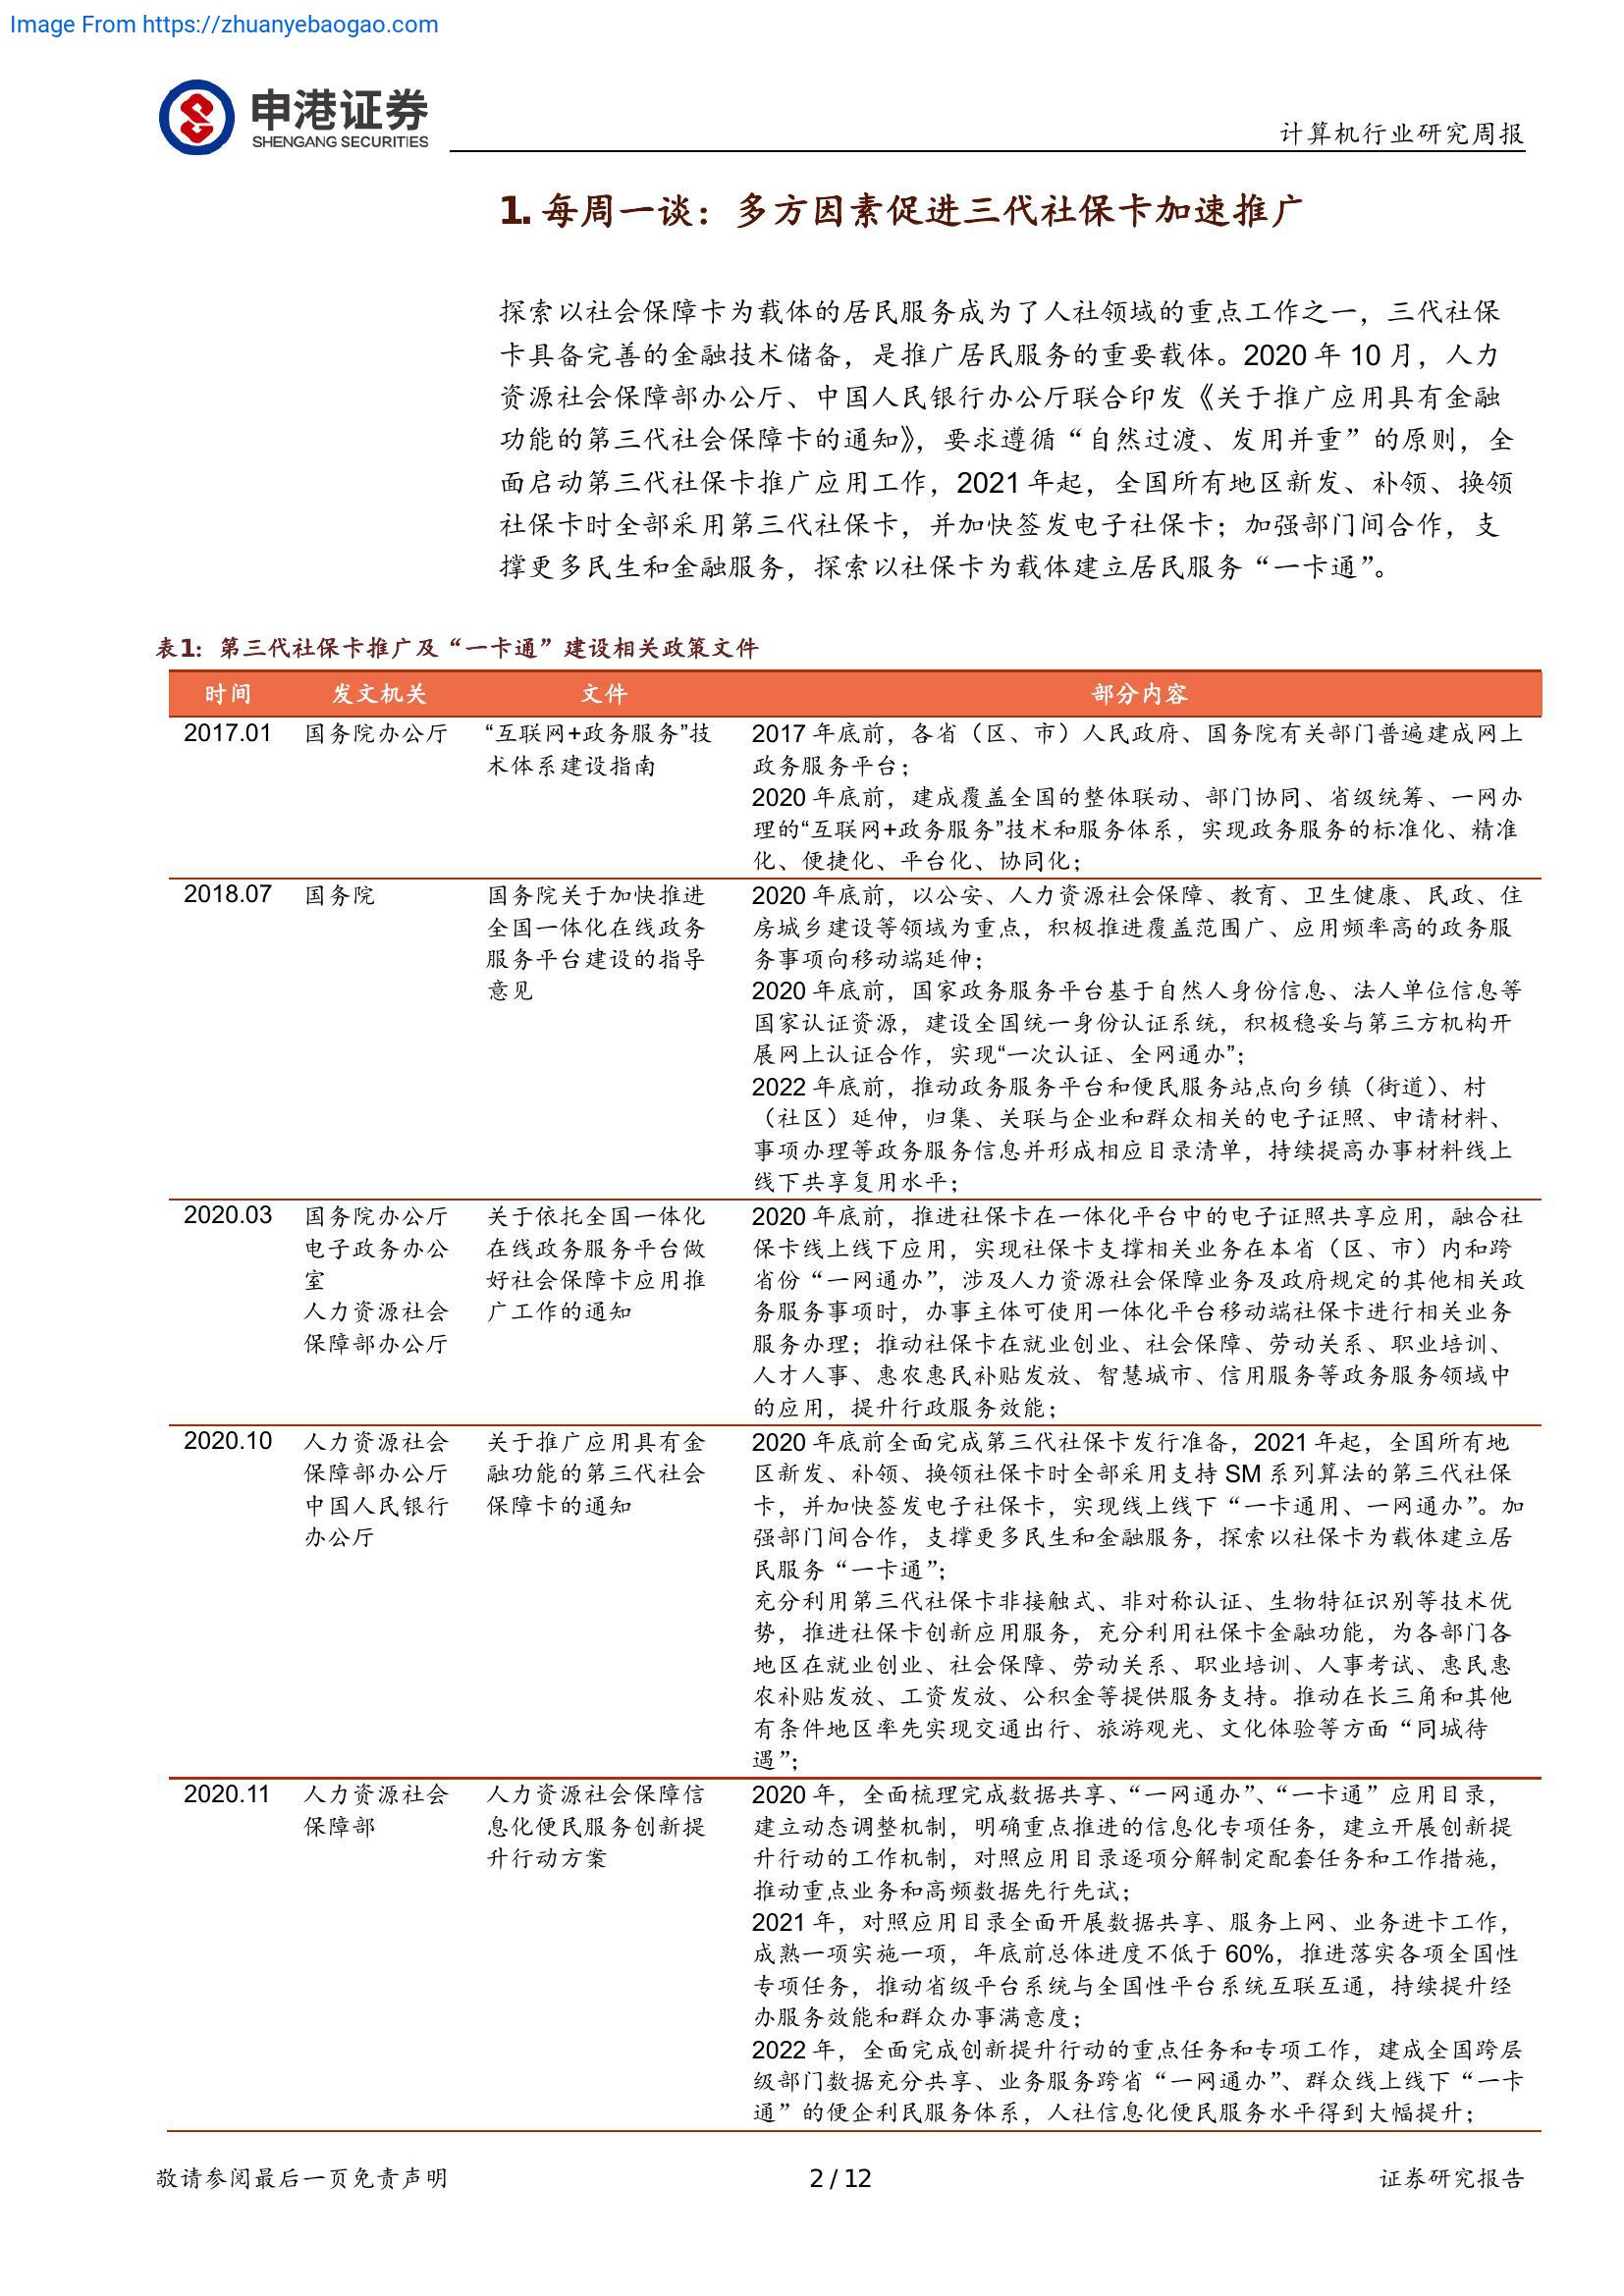 Image From https://zhuanyebaogao.com
申港证券
SHENGANG SECURITIES
计算机行业研究周报
1. 每周一谈：多方因素促进三代社保卡加速推广
探索以社会保障卡为载体的居民服务成为了人社领域的重点工作之一，三代社保
卡具备完善的金融技术储备，是推广居民服务的重要载体。2020 年 10 月，人力
资源社会保障部办公厅、中国人民银行办公厅联合印发《关于推广应用具有金融
功能的第三代社会保障卡的通知》，要求遵循“自然过渡、发用并重”的原则，全
面启动第三代社保卡推广应用工作，2021 年起，全国所有地区新发、补领、换领
社保卡时全部采用第三代社保卡，并加快签发电子社保卡；加强部门间合作，支
撑更多民生和金融服务，探索以社保卡为载体建立居民服务“一卡通”。
表1：第三代社保卡推广及“一卡通”建设相关政策文件
时间 发文机关 文件 部分内容
2017.01 国务院办公厅 “互联网+政务服务”技 2017 年底前，各省（区、市）人民政府、国务院有关部门普遍建成网上
术体系建设指南 政务服务平台；
2020 年底前，建成覆盖全国的整体联动、部门协同、省级统筹、一网办
理的“互联网+政务服务”技术和服务体系，实现政务服务的标准化、精准
化、便捷化、平台化、协同化；
2018.07 国务院 国务院关于加快推进 2020 年底前，以公安、人力资源社会保障、教育、卫生健康、民政、住
全国一体化在线政务 房城乡建设等领域为重点，积极推进覆盖范围广、应用频率高的政务服
服务平台建设的指导 务事项向移动端延伸；
意见 2020 年底前，国家政务服务平台基于自然人身份信息、法人单位信息等
国家认证资源，建设全国统一身份认证系统，积极稳妥与第三方机构开
展网上认证合作，实现“一次认证、全网通办”；
2022 年底前，推动政务服务平台和便民服务站点向乡镇（街道）、村
（社区）延伸，归集、关联与企业和群众相关的电子证照、申请材料、
事项办理等政务服务信息并形成相应目录清单，持续提高办事材料线上
线下共享复用水平；
2020.03 国务院办公厅 关于依托全国一体化 2020 年底前，推进社保卡在一体化平台中的电子证照共享应用，融合社
电子政务办公 在线政务服务平台做 保卡线上线下应用，实现社保卡支撑相关业务在本省（区、市）内和跨
室 好社会保障卡应用推 省份“一网通办”，涉及人力资源社会保障业务及政府规定的其他相关政
人力资源社会 广工作的通知 务服务事项时，办事主体可使用一体化平台移动端社保卡进行相关业务
保障部办公厅 服务办理；推动社保卡在就业创业、社会保障、劳动关系、职业培训、
人才人事、惠农惠民补贴发放、智慧城市、信用服务等政务服务领域中
的应用，提升行政服务效能；
2020.10 人力资源社会 关于推广应用具有金 2020 年底前全面完成第三代社保卡发行准备，2021 年起，全国所有地
保障部办公厅 融功能的第三代社会 区新发、补领、换领社保卡时全部采用支持 SM 系列算法的第三代社保
中国人民银行 保障卡的通知 卡，并加快签发电子社保卡，实现线上线下“一卡通用、一网通办”。加
办公厅 强部门间合作，支撑更多民生和金融服务，探索以社保卡为载体建立居
民服务“一卡通”；
充分利用第三代社保卡非接触式、非对称认证、生物特征识别等技术优
势，推进社保卡创新应用服务，充分利用社保卡金融功能，为各部门各
地区在就业创业、社会保障、劳动关系、职业培训、人事考试、惠民惠
农补贴发放、工资发放、公积金等提供服务支持。推动在长三角和其他
有条件地区率先实现交通出行、旅游观光、文化体验等方面“同城待
遇”；
2020.11 人力资源社会 人力资源社会保障信 2020 年，全面梳理完成数据共享、“一网通办”、“一卡通”应用目录，
保障部 息化便民服务创新提 建立动态调整机制，明确重点推进的信息化专项任务，建立开展创新提
升行动方案 升行动的工作机制，对照应用目录逐项分解制定配套任务和工作措施，
推动重点业务和高频数据先行先试；
2021 年，对照应用目录全面开展数据共享、服务上网、业务进卡工作，
成熟一项实施一项，年底前总体进度不低于 60%，推进落实各项全国性
专项任务，推动省级平台系统与全国性平台系统互联互通，持续提升经
办服务效能和群众办事满意度；
2022 年，全面完成创新提升行动的重点任务和专项工作，建成全国跨层
级部门数据充分共享、业务服务跨省“一网通办”、群众线上线下“一卡
通”的便企利民服务体系，人社信息化便民服务水平得到大幅提升；
敬请参阅最后一页免责声明 2 / 12 证券研究报告